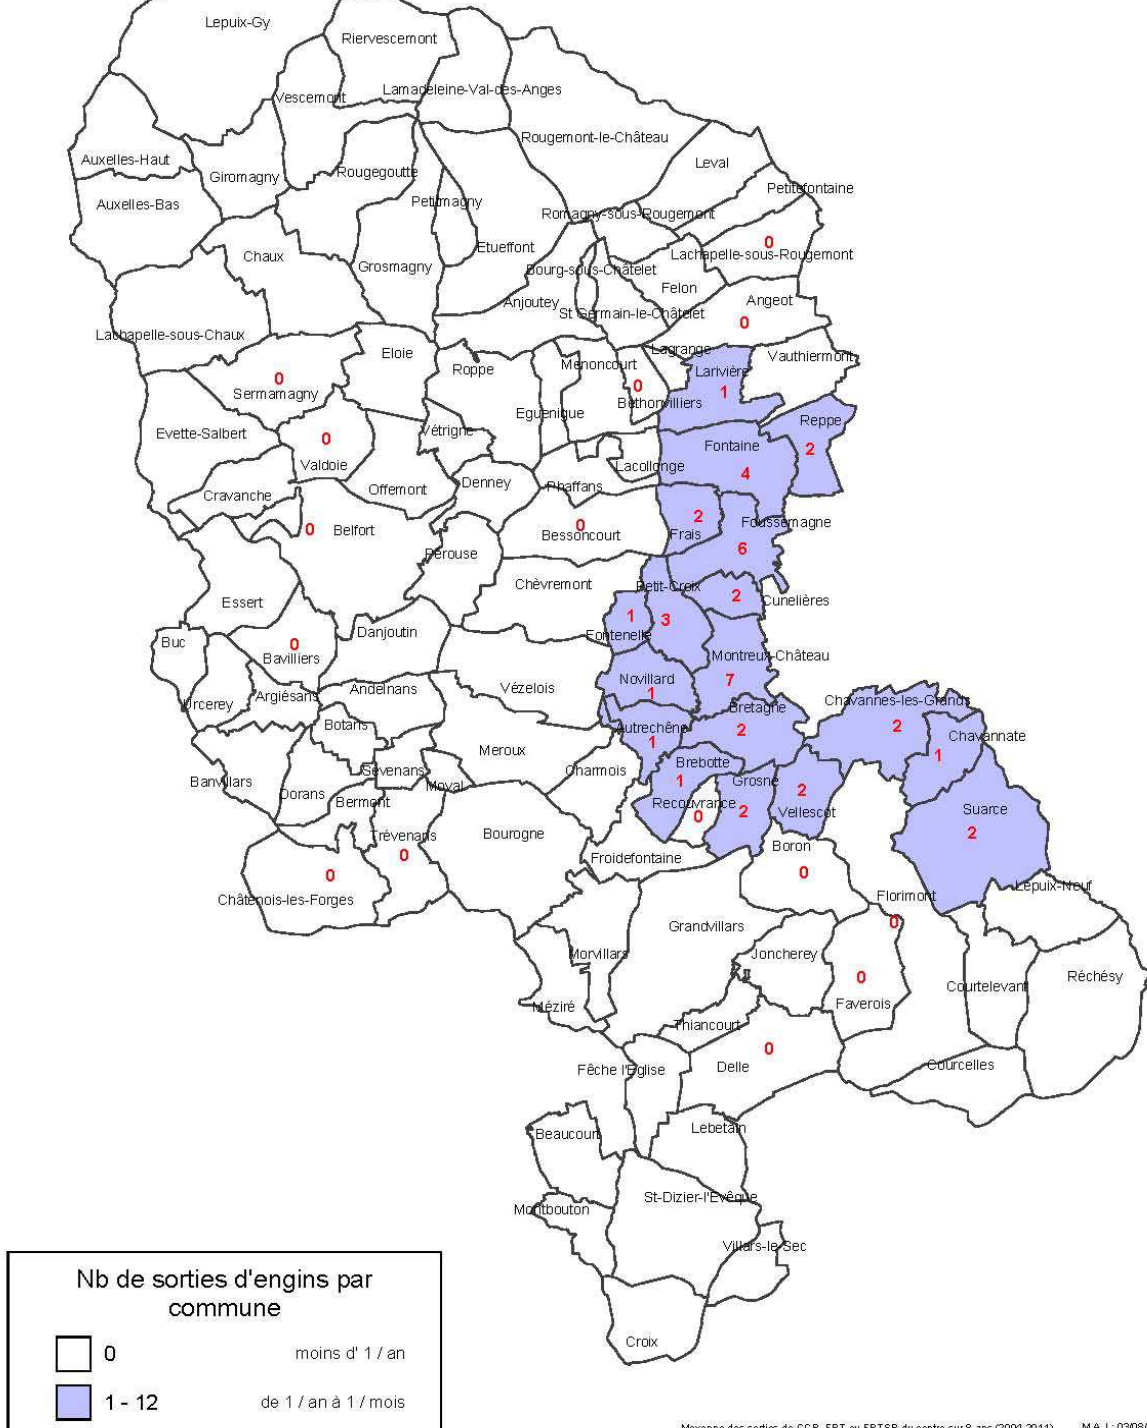 Lepuix-Gy
Riervescemont
Lamadeleine-Val-des-Anges
Vescemont
Rougemont-le-Château
Auxelles-Haut
Leval
Giromagny
Rougegoutte
Petitefontaine
Auxelles-Bas
Petitmagny
Romagny-sous-Rougemont
0
Etueffont
Chaux
Lachapelle-sous-Rougemont
Grosmagny
Bourg-sous-Châtelet
Felon
Anjoutey
Angeot
St Germain-le-Châtelet
0
Lachapelle-sous-Chaux
Eloie
Lagrange
Vauthiermont
Roppe
Menoncourt
Larivière
0
0
1
Sermamagny
Bethonvilliers
Eguenigue
Reppe
Evette-Salbert
Vétrigne
0
Fontaine
2
Valdoie
Lacollonge
4
Denney
Phaffans
Offemont
Cravanche
2
Foussemagne
0
Belfort
0
Bessoncourt
Frais
6
Pérouse
Chèvremont
Petit-Croix
2
Cunelières
Essert
1
3
Danjoutin
Fontenelle
Buc
0
Bavilliers
Montreux-Château
Novillard
7
Vézelois
1
Andelnans
Argiésans
Urcerey
Chavannes-les-Grands
Bretagne
Botans
Autrechêne
2
2
Chavannate
1
Meroux
1
Brebotte
Sévenans
Charmois
Banvillars
1
Grosne
Moval
Dorans
2
Bermont
Recouvrance
0
2
Vellescot
Suarce
2
Trévenans
Bourogne
Boron
0
Froidefontaine
0
Châtenois-les-Forges
0
Lepuix-Neuf
Florimont
0
Grandvillars
Morvillars
Joncherey
0
Réchésy
Courtelevant
Méziré
Faverois
Thiancourt
0
Delle
Courcelles
Fêche l'Eglise
Beaucourt
Lebetain
St-Dizier-l'Evêque
Montbouton
Villars-le-Sec
Croix
Nb de sorties d'engins par
commune
0 moins d' 1 / an
1 - 12 de 1 / an à 1 / mois